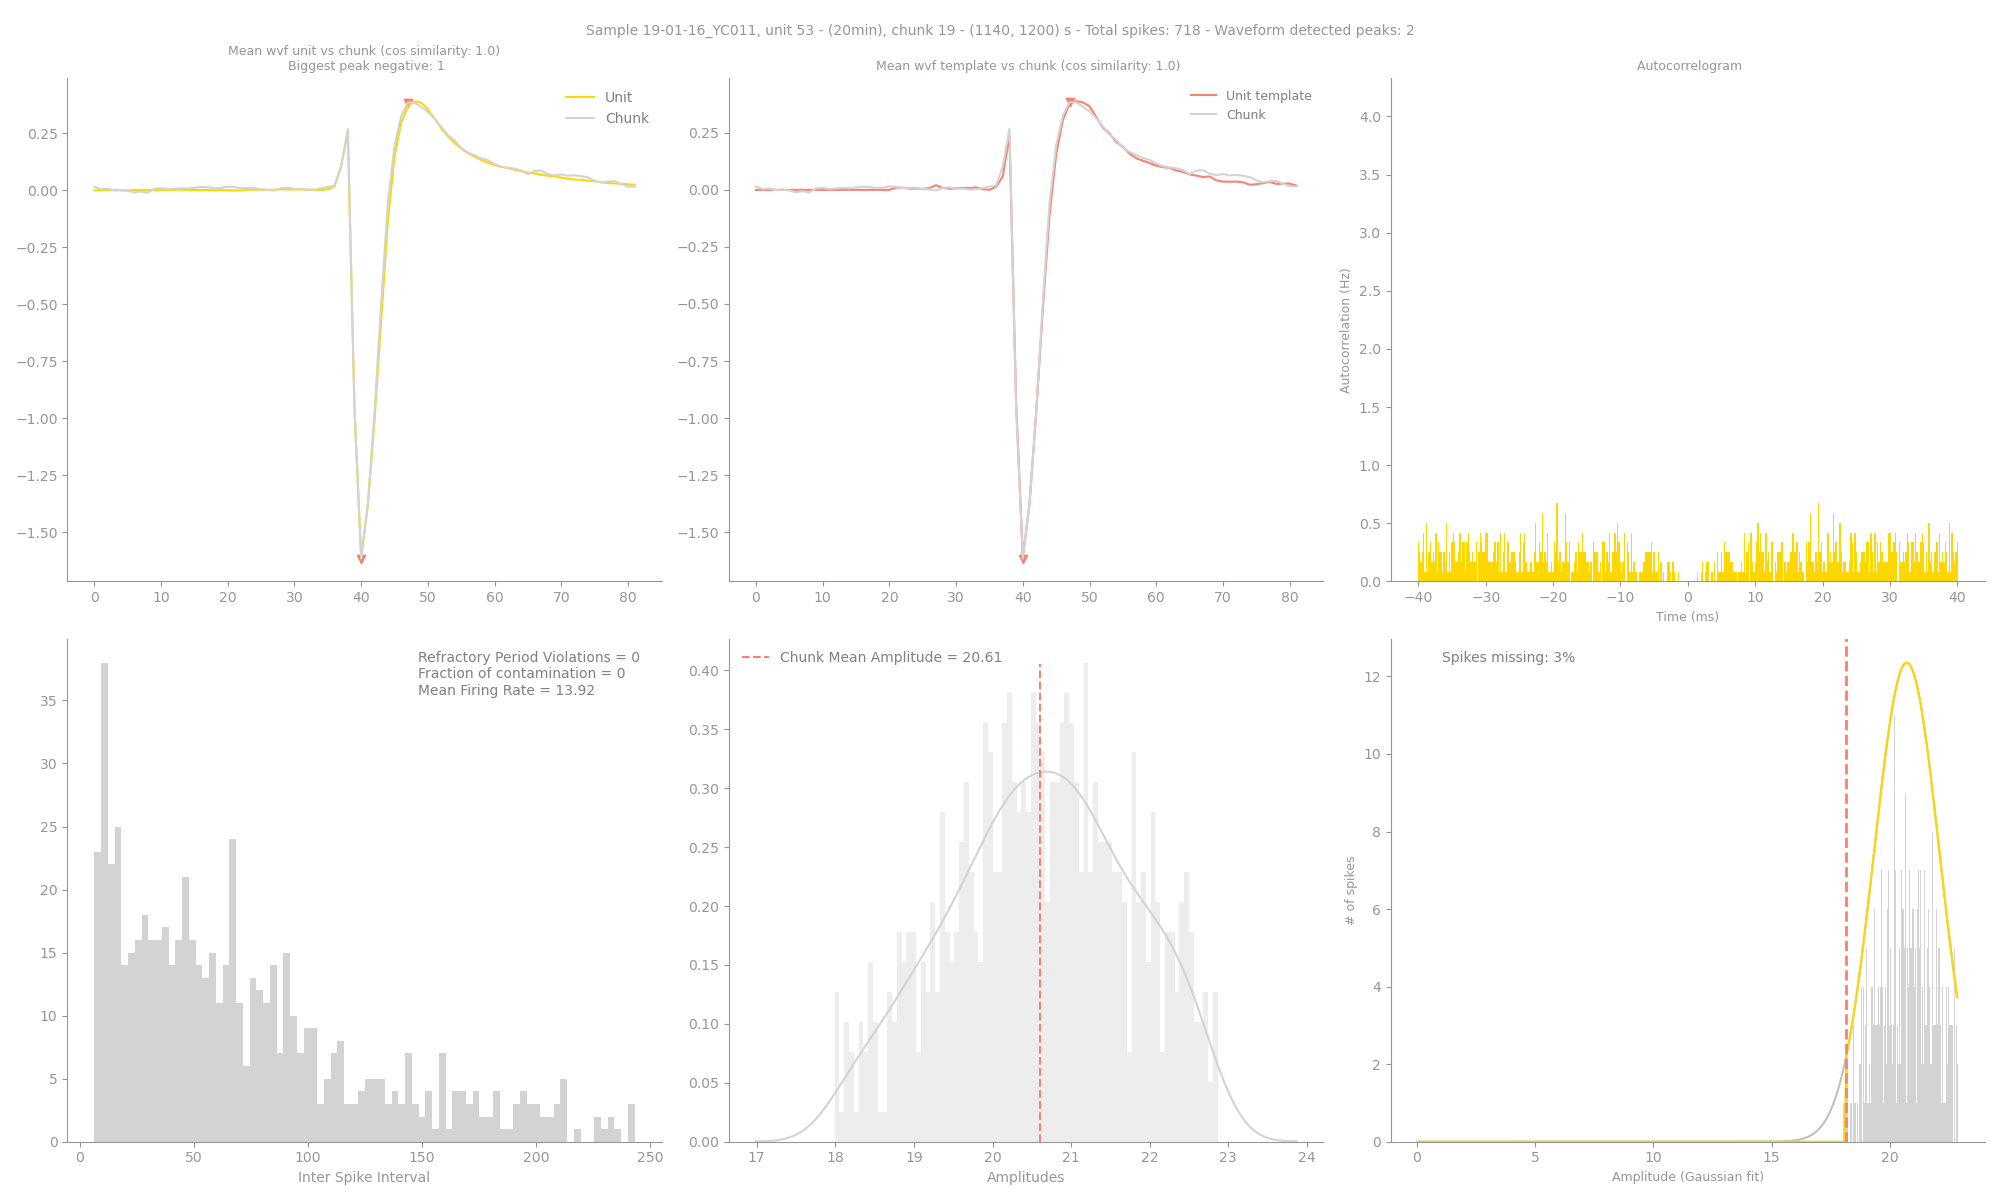 Sample 19-01-16_YC011, unit 53 - (20min), chunk 19 - (1140, 1200) s - Total spikes: 718 - Waveform detected peaks: 2
Mean wvf unit vs chunk (cos similarity: 1.0)
Biggest peak negative: 1
Unit
Chunk
0.25
0.00
−0.25
−0.50
−0.75
−1.00
−1.25
−1.50
0 10 20 30 40 50 60 70 80
Mean wvf template vs chunk (cos similarity: 1.0)
Unit template
Chunk
0.25
0.00
−0.25
−0.50
−0.75
−1.00
−1.25
−1.50
0 10 20 30 40 50 60 70 80
Autocorrelogram
Autocorrelation (Hz)
4.0
3.5
3.0
2.5
2.0
1.5
1.0
0.5
0.0
−40 −30 −20 −10 0 10 20 30 40
Time (ms)
Refractory Period Violations = 0
Fraction of contamination = 0
Mean Firing Rate = 13.92
35
30
25
20
15
10
5
0
0 50 100 150 200 250
Inter Spike Interval
Chunk Mean Amplitude = 20.61
0.40
0.35
0.30
0.25
0.20
0.15
0.10
0.05
0.00
17 18 19 20 21 22 23 24
Amplitudes
Spikes missing: 3%
# of spikes
12
10
8
6
4
2
0
0 5 10 15 20
Amplitude (Gaussian fit)